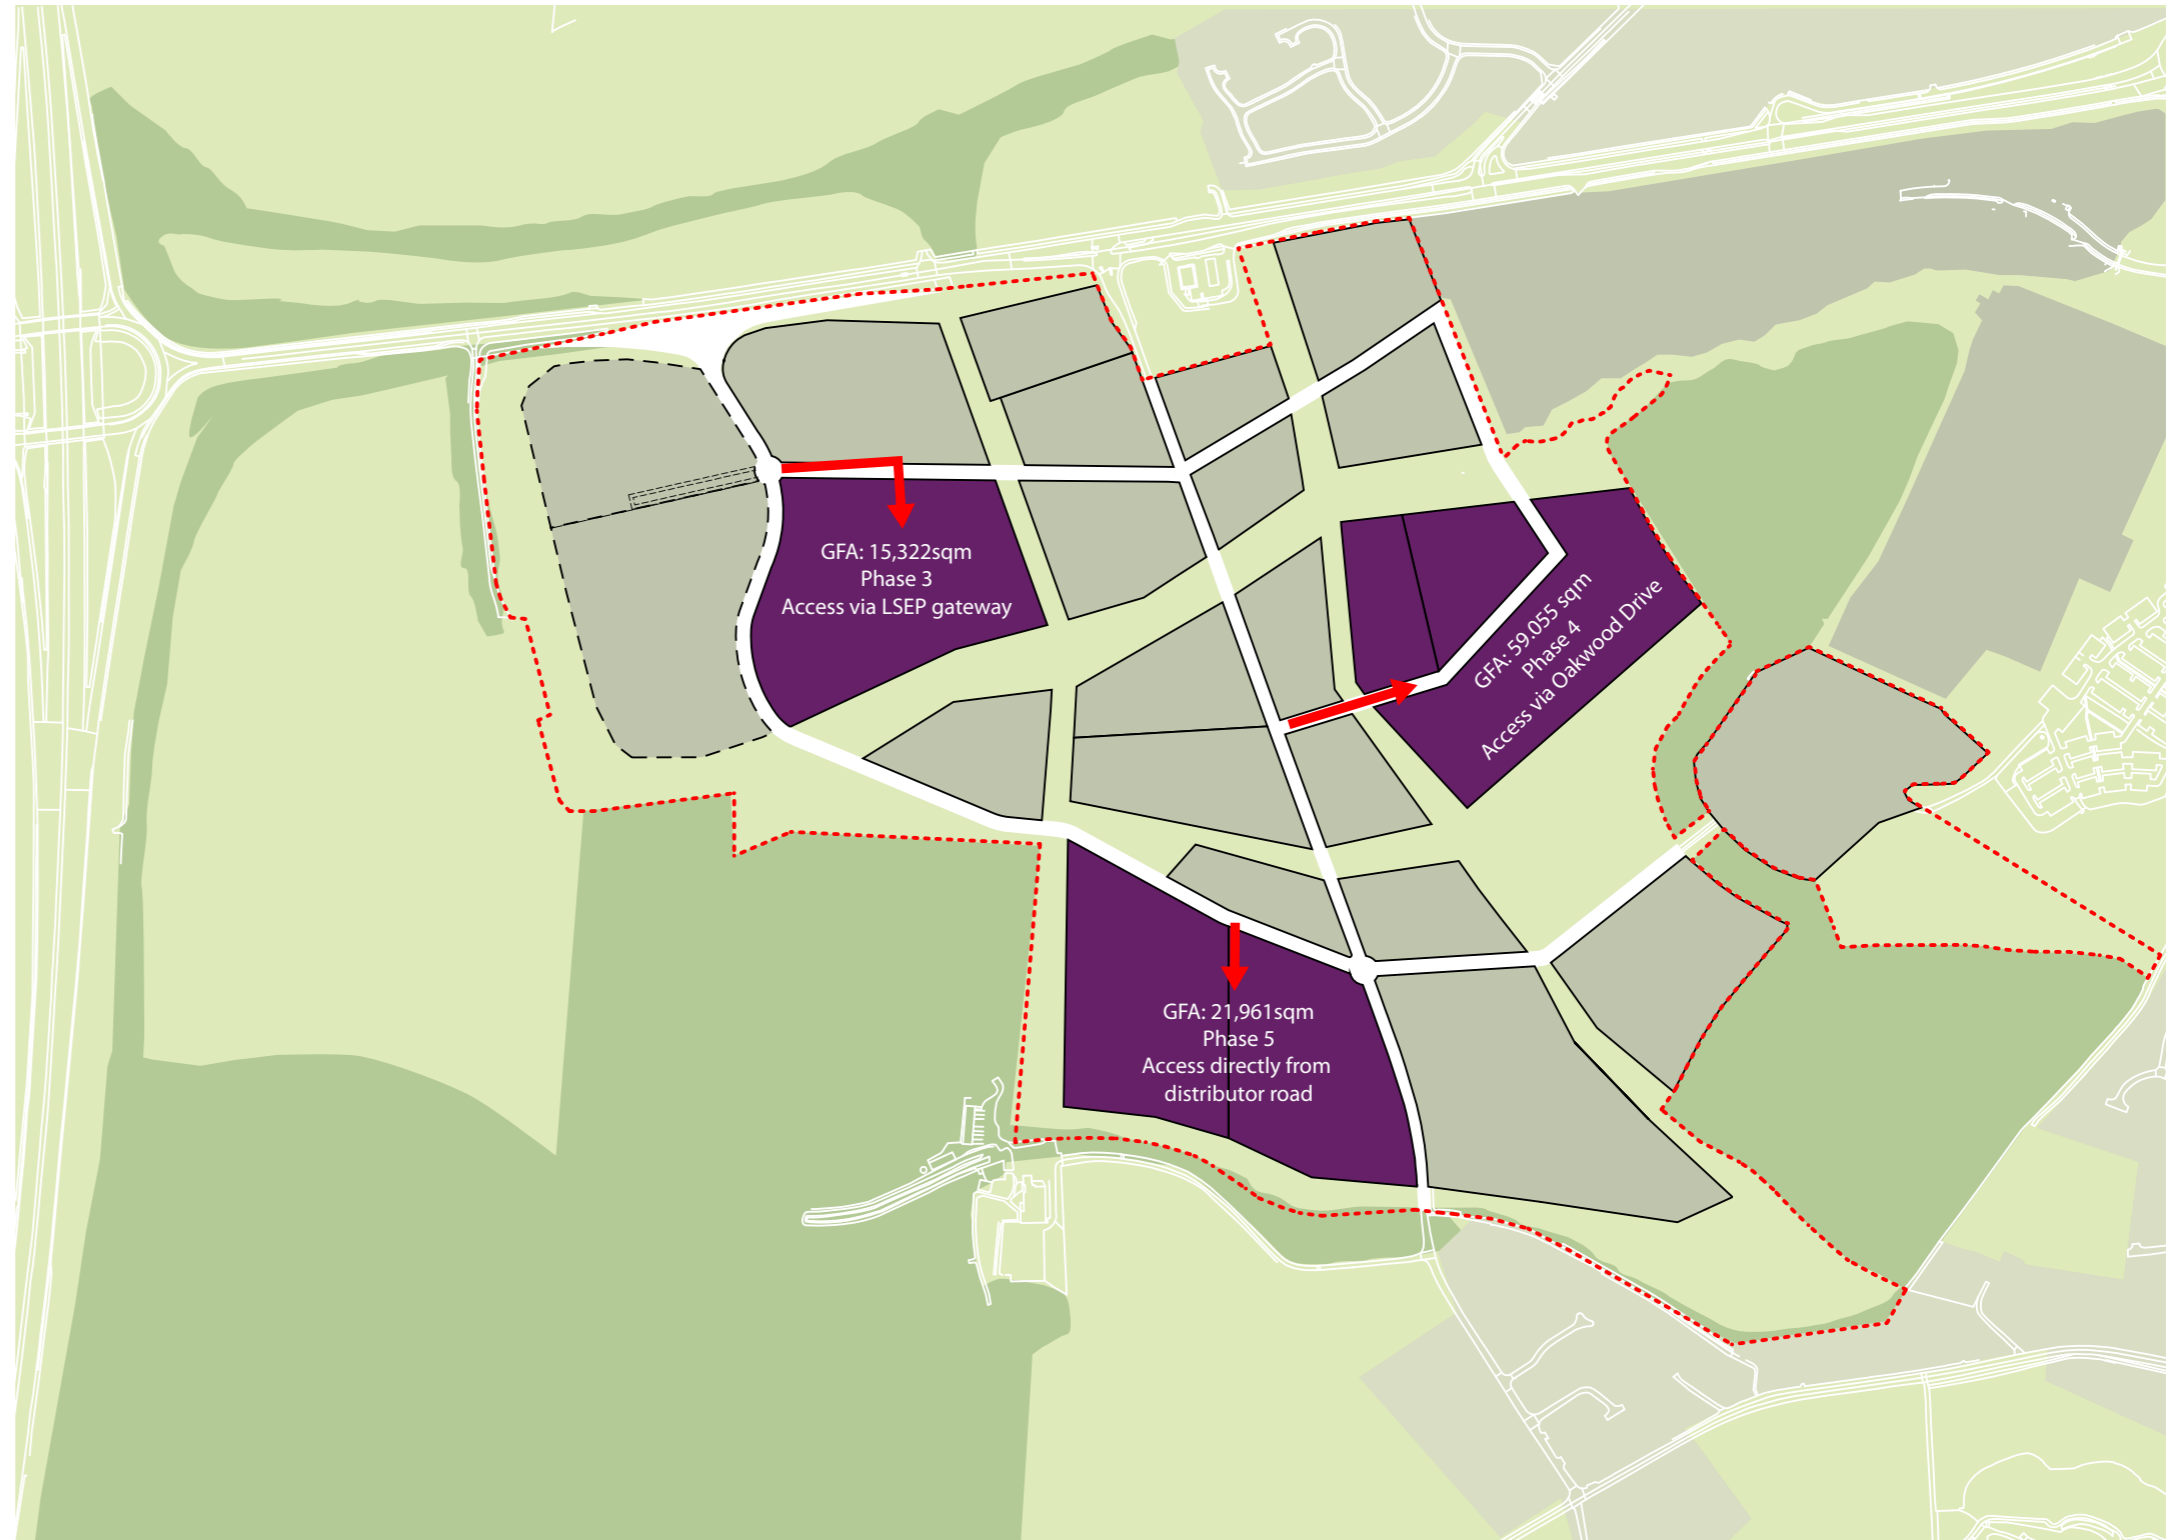 GFA: 15,322sqm
Phase 3
Access via LSEP gateway
GFA: 59.055 sqm
Phase 4
Access via Oakwood Drive
GFA: 21,961sqm
Phase 5
Access directly from
distributor road